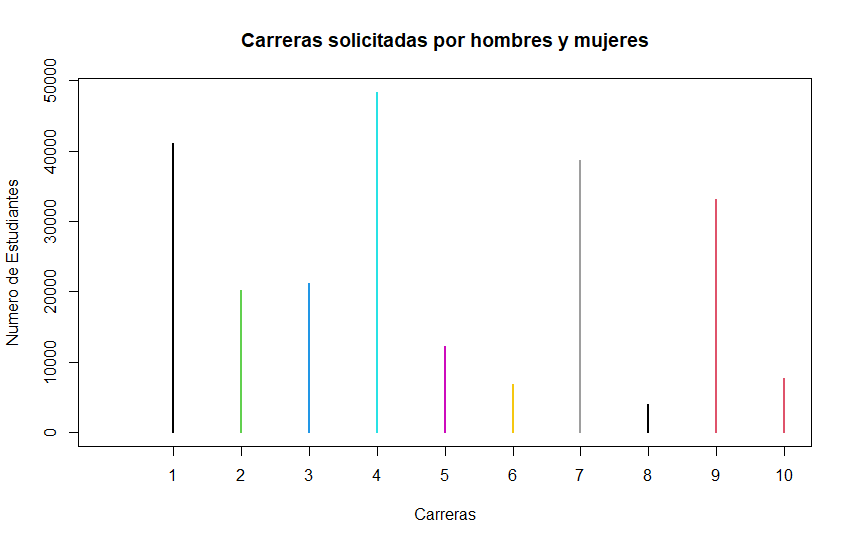 Carreras solicitadas por hombres y mujeres
Numero de Estudiantes
50000
40000
30000
20000
10000
0
1 2 3 4 5 6 7 8 9 10
Carreras